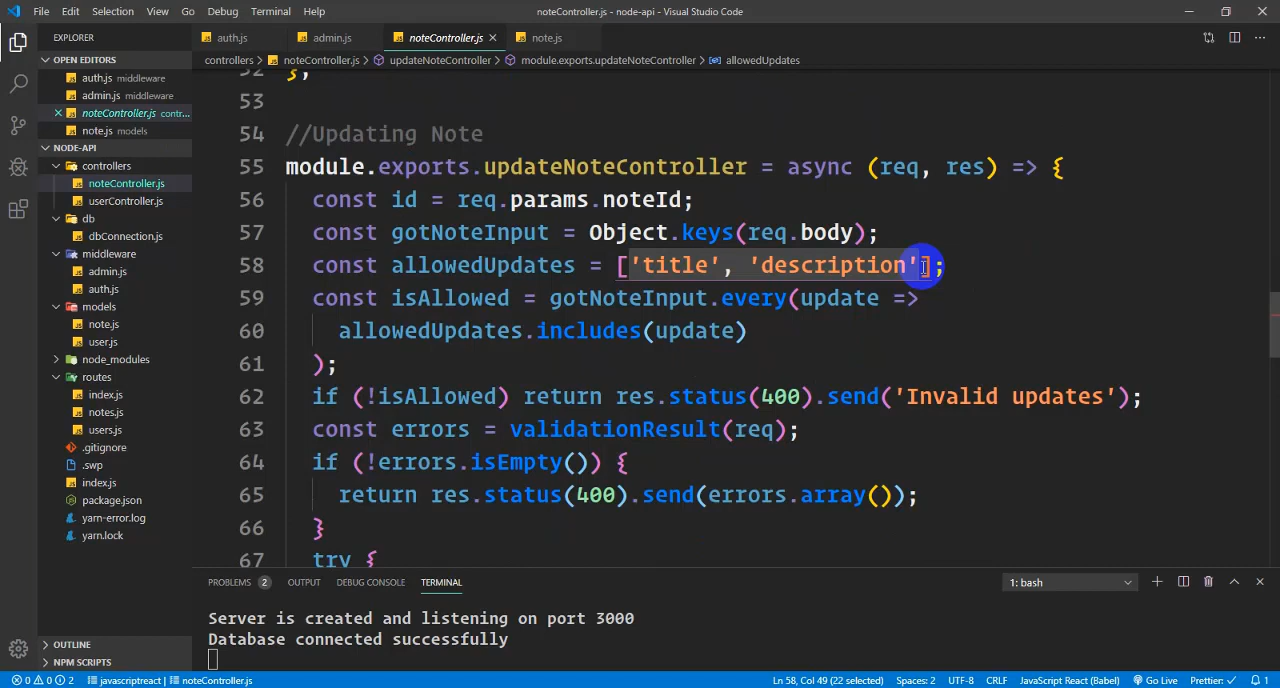 File Edit Selection View Go Debug Terminal Help noteController.js - node-api - Visual Studio Code
EXPLORER
OPEN EDITORS
auth.js middleware
admin.js middleware
noteController.js contr...
note.js models
NODE-API
controllers
noteController.js
userController.js
db
dbConnection.js
middleware
admin.js
auth.js
models
note.js
user.js
node_modules
routes
index.js
notes.js
users.js
.gitignore
.swp
index.js
package.json
yarn-error.log
yarn.lock
OUTLINE
NPM SCRIPTS
auth.js admin.js noteController.js note.js
controllers > noteController.js > updateNoteController > module.exports.updateNoteController > allowedUpdates
52 };
53
54 //Updating Note
55 module.exports.updateNoteController = async (req, res) => {
56 const id = req.params.noteId;
57 const gotNoteInput = Object.keys(req.body);
58 const allowedUpdates = ['title', 'description'];
59 const isAllowed = gotNoteInput.every(update =>
60 allowedUpdates.includes(update)
61 );
62 if (!isAllowed) return res.status(400).send('Invalid updates');
63 const errors = validationResult(req);
64 if (!errors.isEmpty()) {
65 return res.status(400).send(errors.array());
66 }
67 try {
PROBLEMS 2 OUTPUT DEBUG CONSOLE TERMINAL 1: bash
Server is created and listening on port 3000
Database connected successfully
0 0 2 javascriptreact noteController.js Ln 58, Col 49 (22 selected) Spaces: 2 UTF-8 CRLF JavaScript React (Babel) Go Live Prettier: ✓ 1